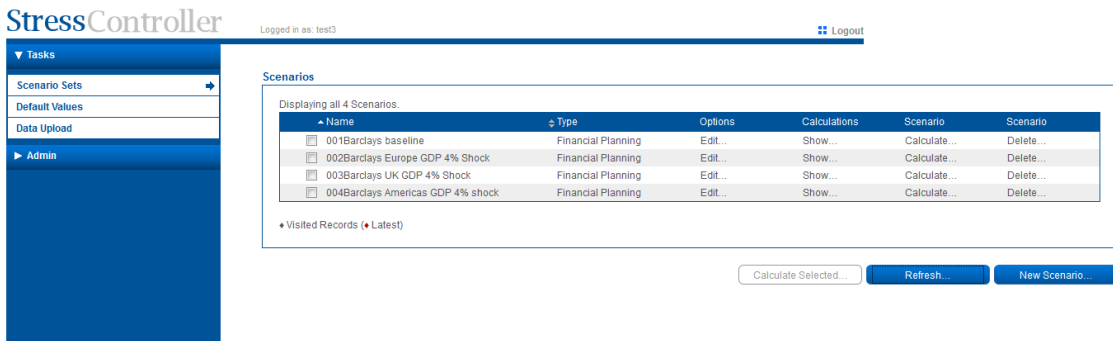 StressController
Logged in as: test3
Logout
Tasks
Scenario Sets
Default Values
Data Upload
Admin
Scenarios
Displaying all 4 Scenarios.
Name Type Options Calculations Scenario Scenario
001Barclays baseline Financial Planning Edit... Show... Calculate... Delete...
002Barclays Europe GDP 4% Shock Financial Planning Edit... Show... Calculate... Delete...
003Barclays UK GDP 4% Shock Financial Planning Edit... Show... Calculate... Delete...
004Barclays Americas GDP 4% shock Financial Planning Edit... Show... Calculate... Delete...
Visited Records (♦ Latest)
Calculate Selected... Refresh... New Scenario...